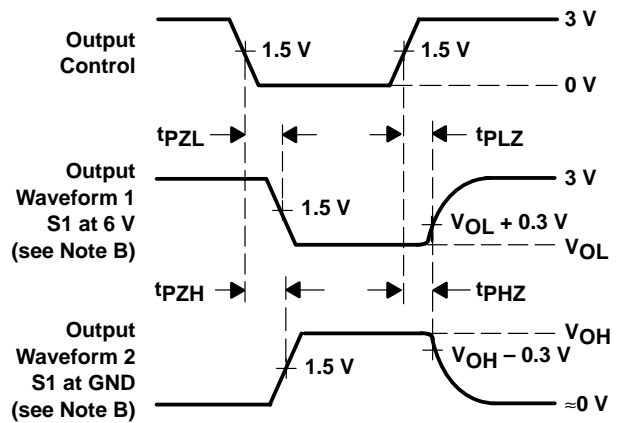 3 V
Output
Control
1.5 V
1.5 V
0 V
tPZL
tPLZ
Output
Waveform 1
S1 at 6 V
(see Note B)
3 V
1.5 V
VOL + 0.3 V
VOL
tPZH
tPHZ
Output
Waveform 2
S1 at GND
(see Note B)
VOH
1.5 V
VOH – 0.3 V
≈0 V